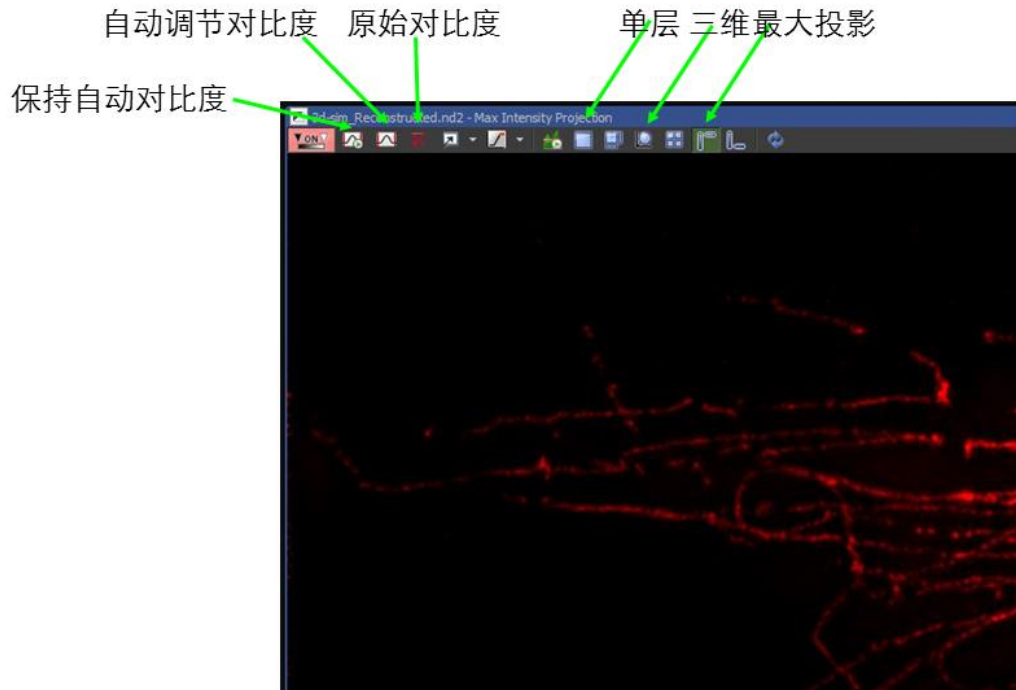 自动调节对比度 原始对比度 单层 三维最大投影
保持自动对比度
3d-sim_Reconstructed.nd2 - Max Intensity Projection
ON